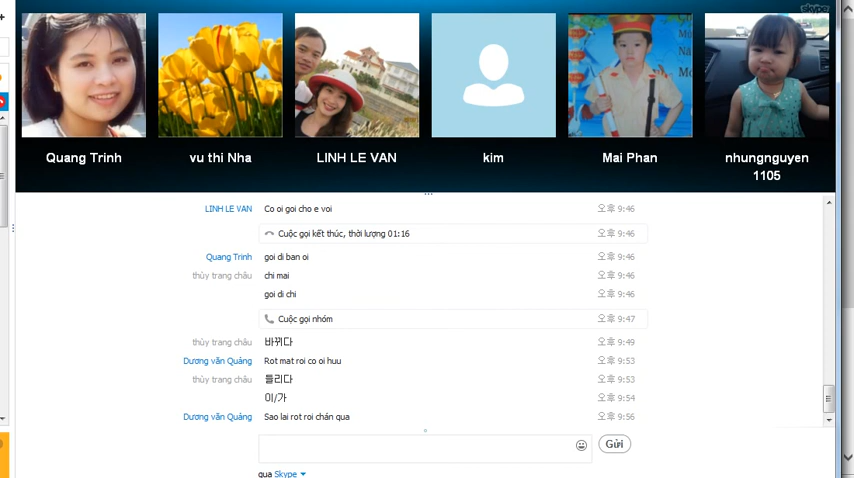 skype
Quang Trinh
vu thi Nha
LINH LE VAN
kim
Mai Phan
nhungnguyen
1105
LINH LE VAN Co oi goi cho e voi 오후 9:46
Cuộc gọi kết thúc, thời lượng 01:16 오후 9:46
Quang Trinh goi di ban oi 오후 9:46
thùy trang châu chi mai 오후 9:46
goi di chi 오후 9:46
Cuộc gọi nhóm 오후 9:47
thùy trang châu 바뀌다 오후 9:49
Dương văn Quảng Rot mat roi co oi huu 오후 9:53
thùy trang châu 들리다 오후 9:53
이/가 오후 9:54
Dương văn Quảng Sao lai rot roi chán qua 오후 9:56
Gửi
qua Skype